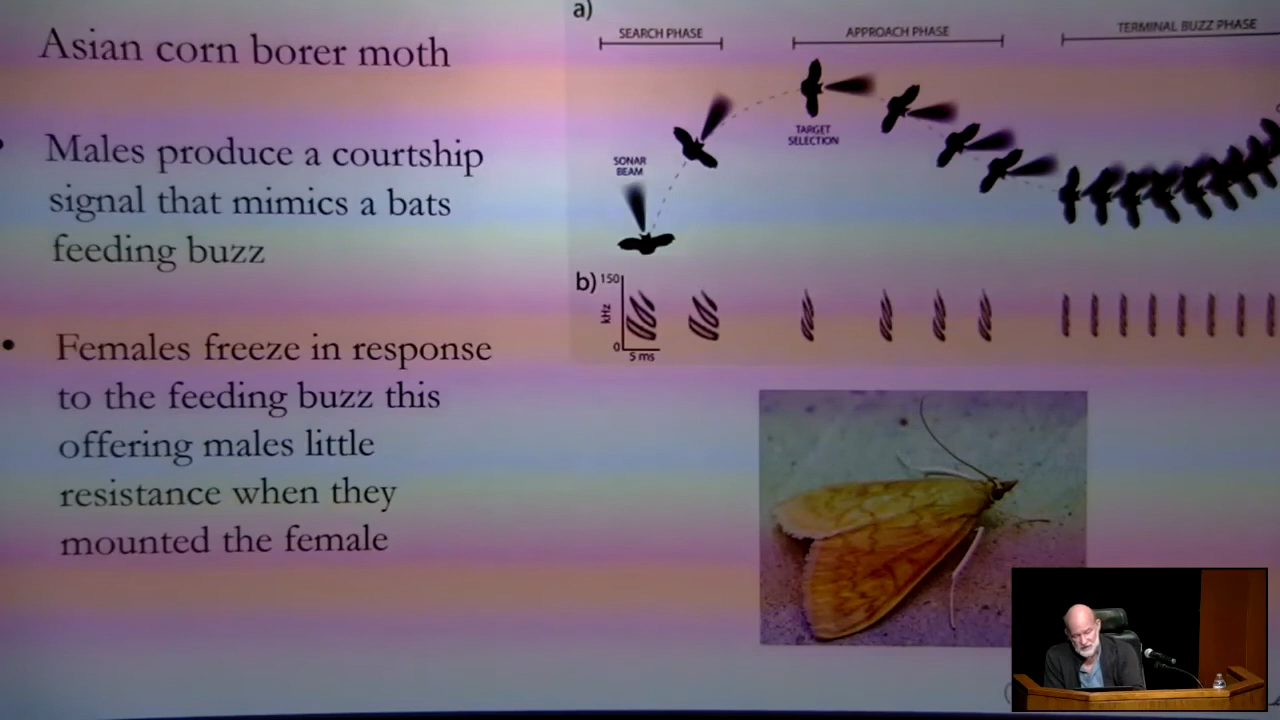 Asian corn borer moth
• Males produce a courtship
signal that mimics a bats
feeding buzz
• Females freeze in response
to the feeding buzz this
offering males little
resistance when they
mounted the female
a)
SEARCH PHASE
APPROACH PHASE
TERMINAL BUZZ PHASE
SONAR
BEAM
TARGET
SELECTION
b)
150
kHz
0
5 ms